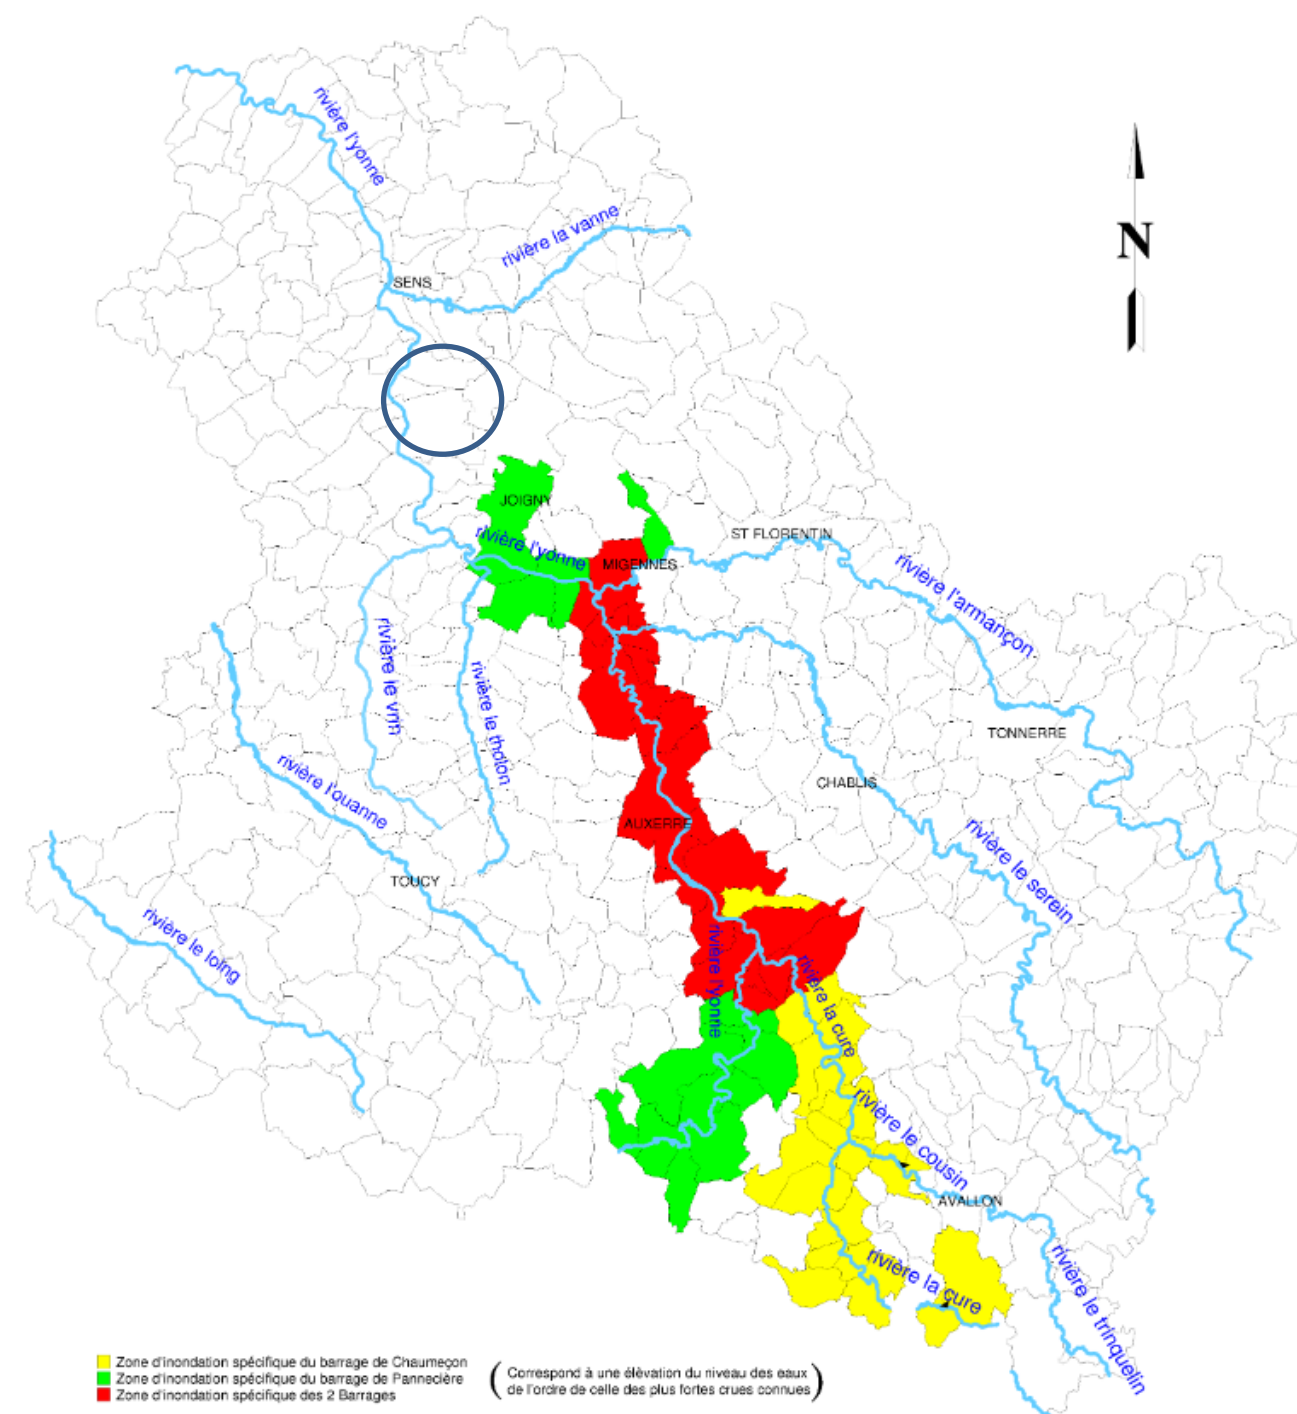 rivière l'yonne
rivière la vanne
SENS
N
JOIGNY
rivière l'yonne
MIGENNES
ST FLORENTIN
rivière l'armançon
rivière le vrin
rivière le tholon
TONNERRE
rivière l'ouanne
CHABLIS
AUXERRE
rivière le serein
TOUCY
rivière le loing
rivière l'yonne
rivière la cure
rivière le cousin
AVALLON
rivière la cure
rivière le trinquelin
Zone d'inondation spécifique du barrage de Chaumeçon
Zone d'inondation spécifique du barrage de Pannecière
Zone d'inondation spécifique des 2 Barrages
( Correspond à une élévation du niveau des eaux
de l'ordre de celle des plus fortes crues connues )